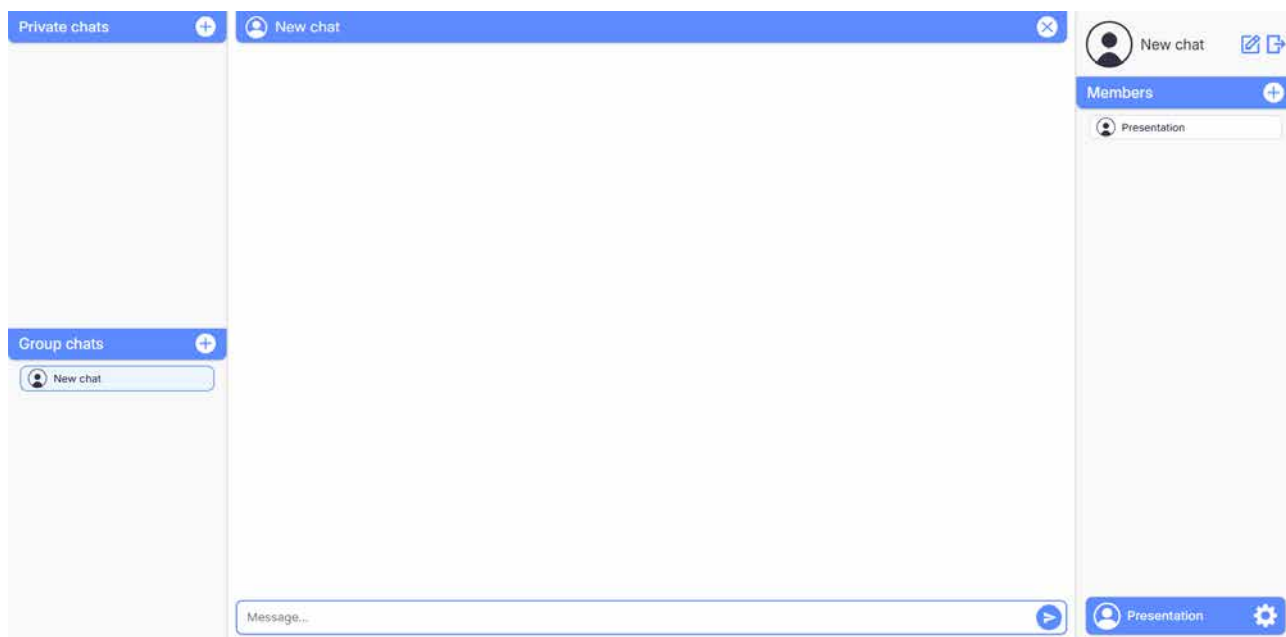 Private chats
New chat
Group chats
New chat
Message...
New chat
Members
Presentation
Presentation